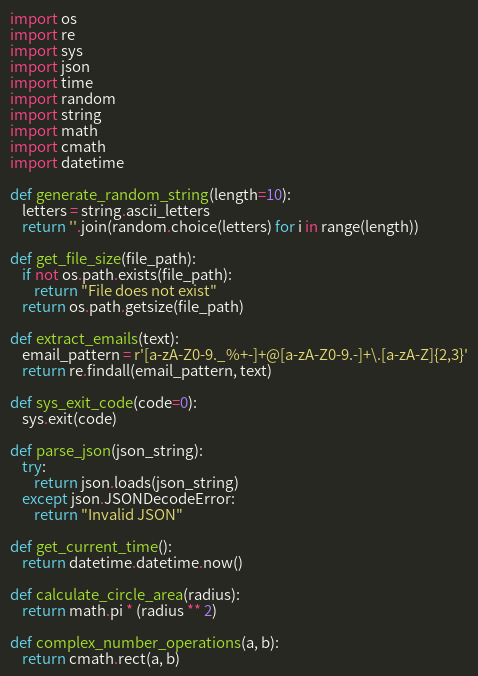 import os
import re
import sys
import json
import time
import random
import string
import math
import cmath
import datetime

def generate_random_string(length=10):
    letters = string.ascii_letters
    return ''.join(random.choice(letters) for i in range(length))

def get_file_size(file_path):
    if not os.path.exists(file_path):
        return "File does not exist"
    return os.path.getsize(file_path)

def extract_emails(text):
    email_pattern = r'[a-zA-Z0-9._%+-]+@[a-zA-Z0-9.-]+\.[a-zA-Z]{2,3}'
    return re.findall(email_pattern, text)

def sys_exit_code(code=0):
    sys.exit(code)

def parse_json(json_string):
    try:
        return json.loads(json_string)
    except json.JSONDecodeError:
        return "Invalid JSON"

def get_current_time():
    return datetime.datetime.now()

def calculate_circle_area(radius):
    return math.pi * (radius ** 2)

def complex_number_operations(a, b):
    return cmath.rect(a, b)